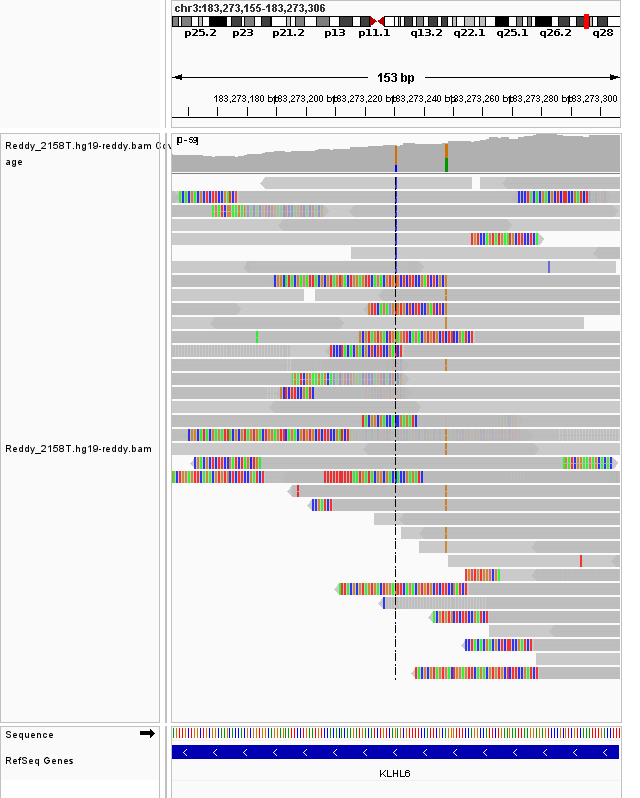 chr3:183,273,155-183,273,306
p25.2 p23 p21.2 p13 p11.1 q13.2 q22.1 q25.1 q26.2 q28
153 bp
183,273,180 bp 183,273,200 bp 183,273,220 bp 183,273,240 bp 183,273,260 bp 183,273,280 bp 183,273,300
Reddy_2158T.hg19-reddy.bam Cov
age
[0 - 59]
Reddy_2158T.hg19-reddy.bam
Sequence
RefSeq Genes
KLHL6